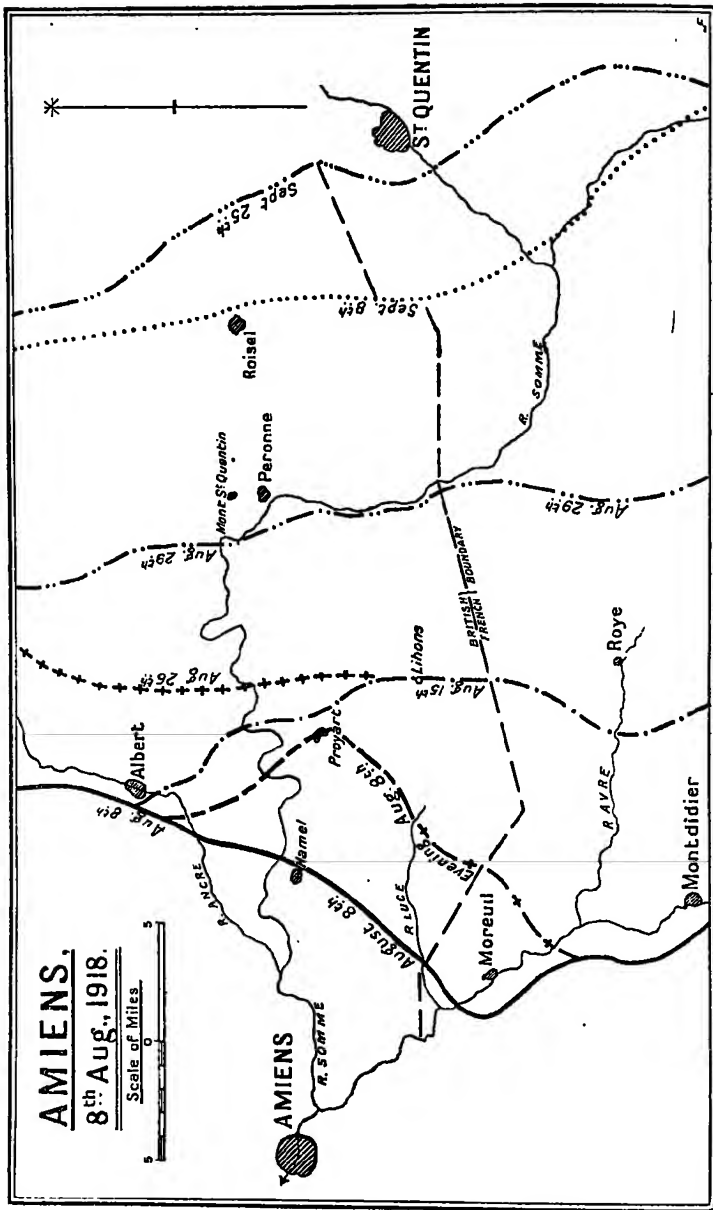 AMIENS,
8th Aug., 1918.
Scale of Miles
5 0 5
AMIENS
R. SOMME
R. ANCRE
Albert
Aug. 8th
Hamel
August 8th
R LUCE
Moreuil
Evening Aug. 8th
Proyart
Montdidier
R AVRE
Roye
Aug 26th
Lihons
Aug. 15th
BRITISH BOUNDARY
FRENCH
Aug. 29th
Mont St Quentin
Peronne
Aug. 29th
R. SOMME
Roisel
Sept. 8th
Sept 25th
ST QUENTIN